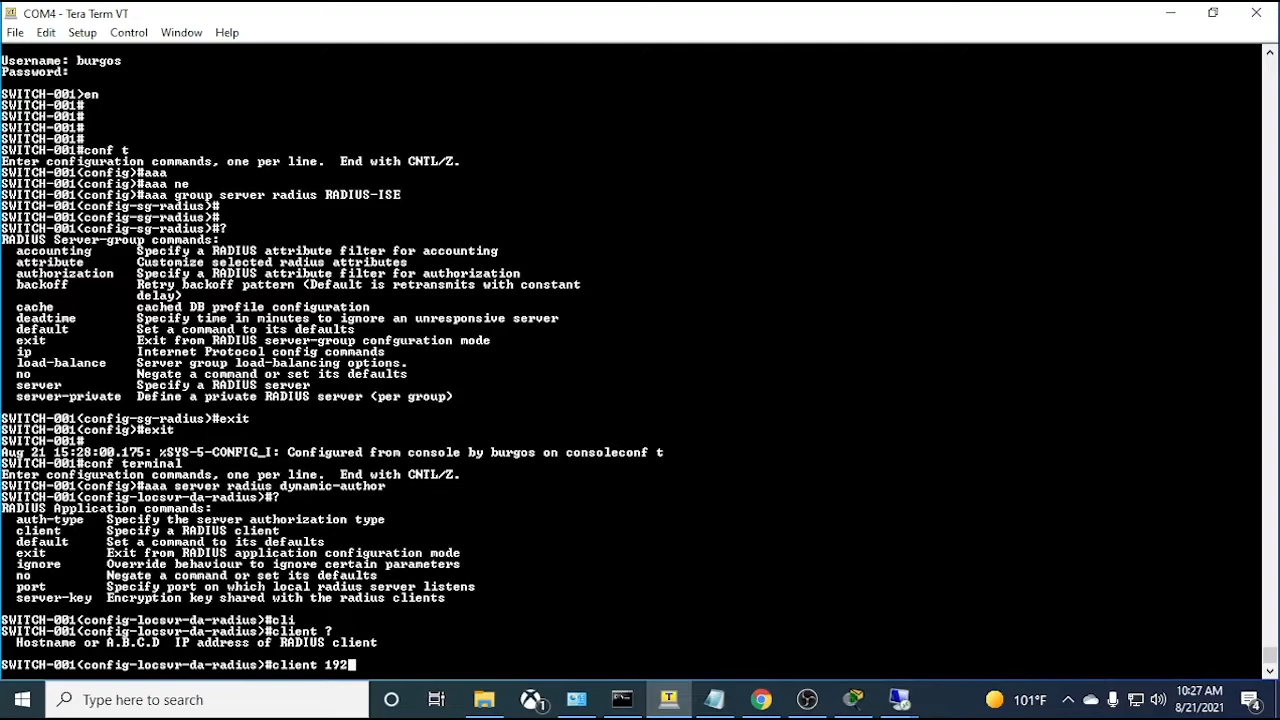 COM4 - Tera Term VT
File Edit Setup Control Window Help
Username: burgos
Password:
SWITCH-001>en
SWITCH-001#
SWITCH-001#
SWITCH-001#
SWITCH-001#
SWITCH-001#conf t
Enter configuration commands, one per line.  End with CNTL/Z.
SWITCH-001(config)#aaa
SWITCH-001(config)#aaa ne
SWITCH-001(config)#aaa group server radius RADIUS-ISE
SWITCH-001(config-sg-radius)#
SWITCH-001(config-sg-radius)#
SWITCH-001(config-sg-radius)#?
RADIUS Server-group commands:
  accounting      Specify a RADIUS attribute filter for accounting
  attribute       Customize selected radius attributes
  authorization   Specify a RADIUS attribute filter for authorization
  backoff         Retry backoff pattern (Default is retransmits with constant
                  delay)
  cache           cached DB profile configuration
  deadtime        Specify time in minutes to ignore an unresponsive server
  default         Set a command to its defaults
  exit            Exit from RADIUS server-group confguration mode
  ip              Internet Protocol config commands
  load-balance    Server group load-balancing options.
  no              Negate a command or set its defaults
  server          Specify a RADIUS server
  server-private  Define a private RADIUS server (per group)
SWITCH-001(config-sg-radius)#exit
SWITCH-001(config)#exit
SWITCH-001#
Aug 21 15:28:00.175: %SYS-5-CONFIG_I: Configured from console by burgos on consoleconf t
SWITCH-001#conf terminal
Enter configuration commands, one per line.  End with CNTL/Z.
SWITCH-001(config)#aaa server radius dynamic-author
SWITCH-001(config-locsvr-da-radius)#?
RADIUS Application commands:
  auth-type   Specify the server authorization type
  client      Specify a RADIUS client
  default     Set a command to its defaults
  exit        Exit from RADIUS application configuration mode
  ignore      Override behaviour to ignore certain parameters
  no          Negate a command or set its defaults
  port        Specify port on which local radius server listens
  server-key  Encryption key shared with the radius clients
SWITCH-001(config-locsvr-da-radius)#cli
SWITCH-001(config-locsvr-da-radius)#client ?
  Hostname or A.B.C.D  IP address of RADIUS client
SWITCH-001(config-locsvr-da-radius)#client 192
Type here to search
1
101°F
10:27 AM
8/21/2021
4